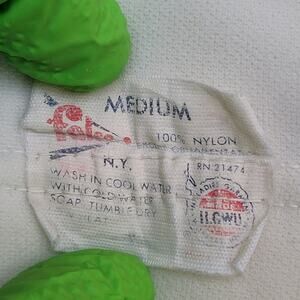 MEDIUM
100% NYLON
N.Y.
RN 21474
WASH IN COOL WATER
WITH COLD WATER
SOAP. TUMBLE DRY
ILGWU